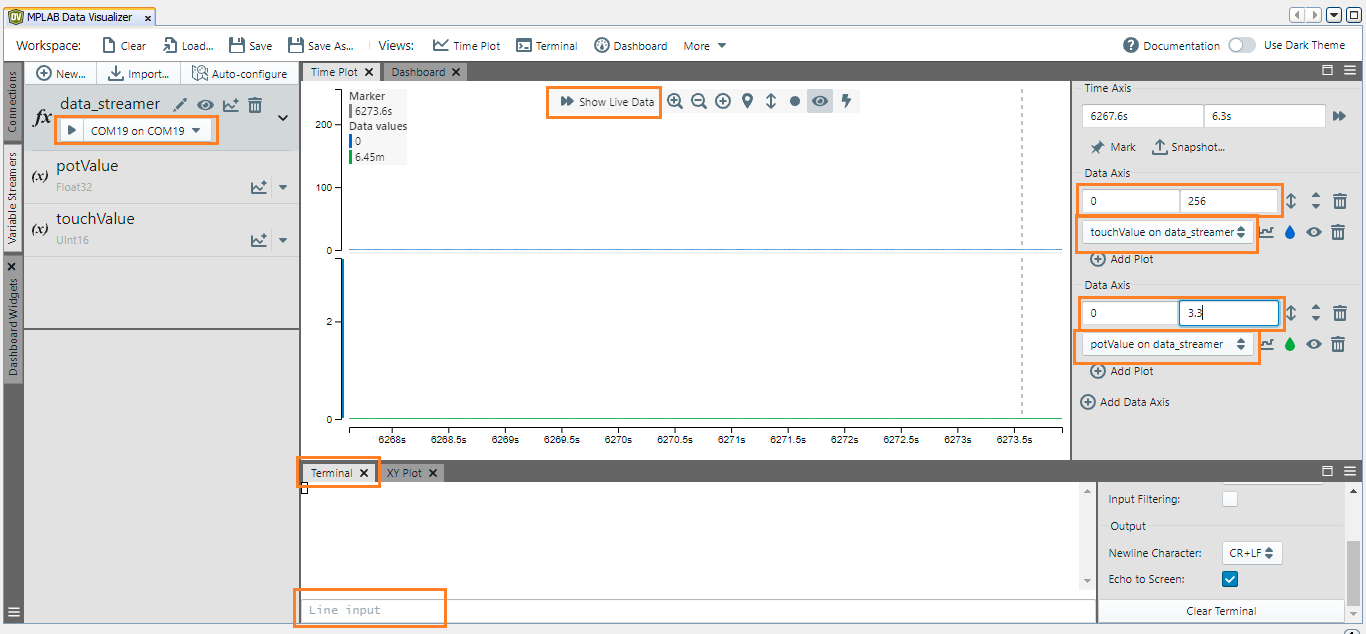 MPLAB Data Visualizer
Workspace: Clear Load... Save Save As... Views: Time Plot Terminal Dashboard More Documentation Use Dark Theme
Connections
Variable Streamers
Dashboard Widgets
New... Import... Auto-configure
data_streamer
COM19 on COM19
potValue
Float32
touchValue
UInt16
Time Plot Dashboard
Marker
6273.6s
Data values
0
6.45m
Show Live Data
200
100
0
2
0
6268s 6268.5s 6269s 6269.5s 6270s 6270.5s 6271s 6271.5s 6272s 6272.5s 6273s 6273.5s
Time Axis
6267.6s 6.3s
Mark Snapshot...
Data Axis
0 256
touchValue on data_streamer
Add Plot
Data Axis
0 3.3
potValue on data_streamer
Add Plot
Add Data Axis
Terminal XY Plot
Line input
Input Filtering:
Output
Newline Character: CR+LF
Echo to Screen:
Clear Terminal